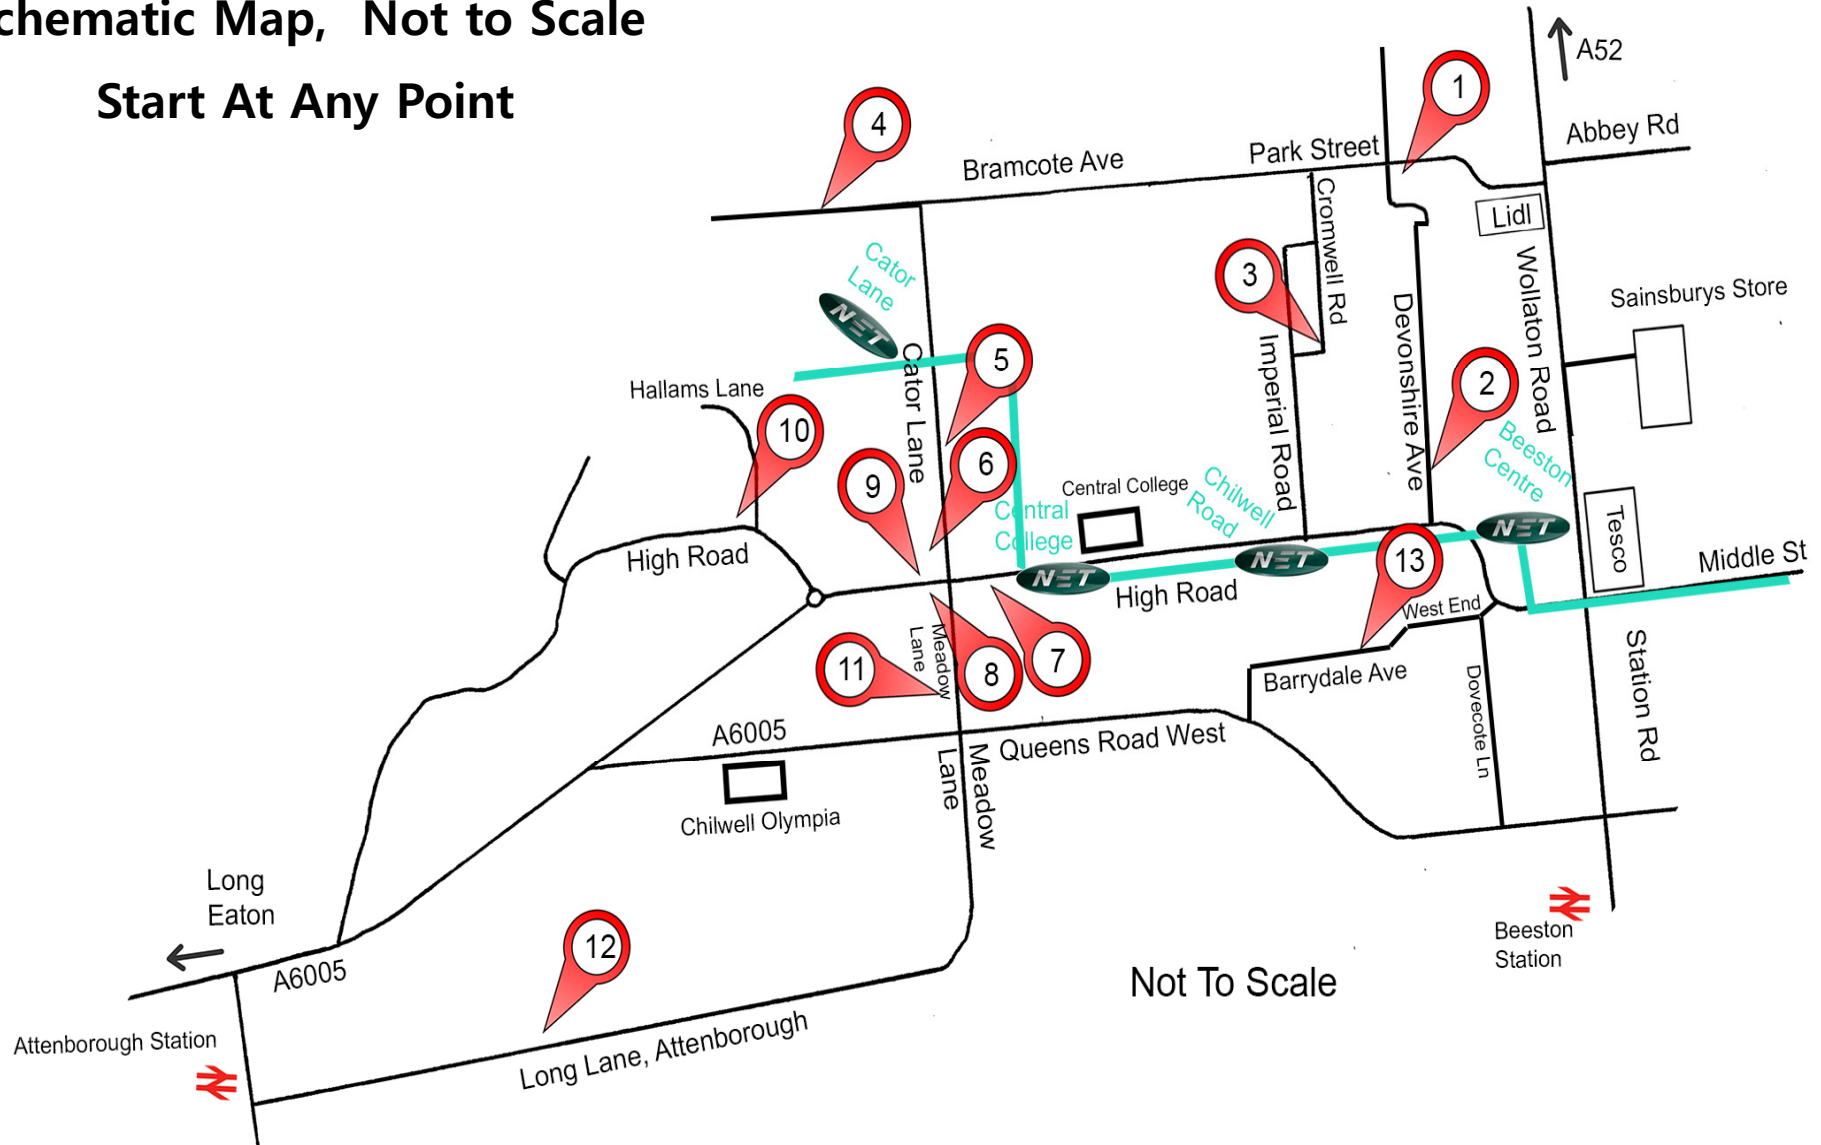 chematic Map, Not to Scale
Start At Any Point
A52
1
Abbey Rd
4
Park Street
Bramcote Ave
Lidl
Cromwell Rd
3
Cator
Lane
NET
Wollaton Road
Sainsburys Store
Devonshire Ave
Imperial Road
5
Cator Lane
2
Hallams Lane
10
6
9
Beeston
Centre
Central College
Chilwell
Road
Central
College
NET
Tesco
High Road
13
NET
NET
Middle St
High Road
West End
Meadow
Lane
11
8
7
Barrydale Ave
Dovecote Ln
Station Rd
A6005
Queens Road West
Meadow
Lane
Chilwell Olympia
Long
Eaton
12
Beeston
Station
A6005
Not To Scale
Attenborough Station
Long Lane, Attenborough